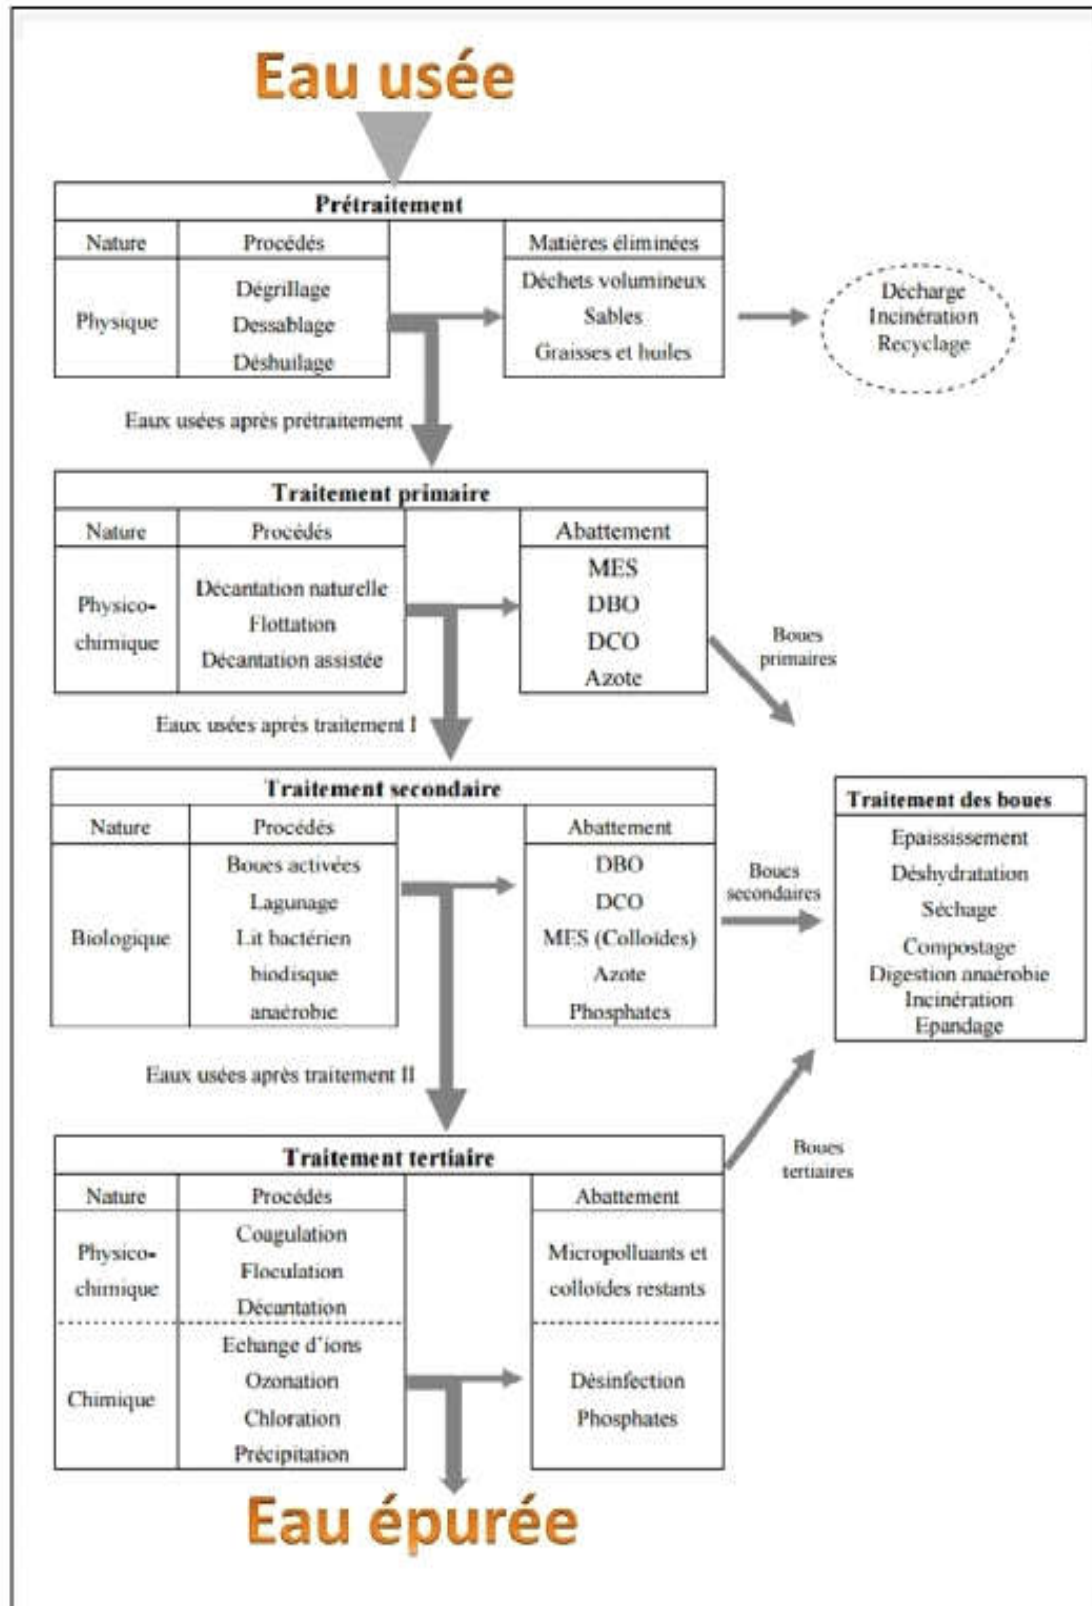 Eau usée
Prétraitement
Nature
Procédés
Matières éliminées
Physique
Dégrillage
Dessablage
Déshuilage
Déchets volumineux
Sables
Graisses et huiles
Décharge
Incinération
Recyclage
Eaux usées après prétraitement
Traitement primaire
Nature
Procédés
Abattement
Physico-
chimique
Décantation naturelle
Flottation
Décantation assistée
MES
DBO
DCO
Azote
Boues
primaires
Eaux usées après traitement I
Traitement secondaire
Nature
Procédés
Abattement
Biologique
Boues activées
Lagunage
Lit bactérien
biodisque
anaérobie
DBO
DCO
MES (Colloïdes)
Azote
Phosphates
Boues
secondaires
Traitement des boues
Epaississement
Déshydratation
Séchage
Compostage
Digestion anaérobie
Incinération
Epandage
Eaux usées après traitement II
Traitement tertiaire
Nature
Procédés
Abattement
Physico-
chimique
Coagulation
Floculation
Décantation
Micropolluants et
colloïdes restants
Boues
tertiaires
Chimique
Echange d'ions
Ozonation
Chloration
Précipitation
Désinfection
Phosphates
Eau épurée